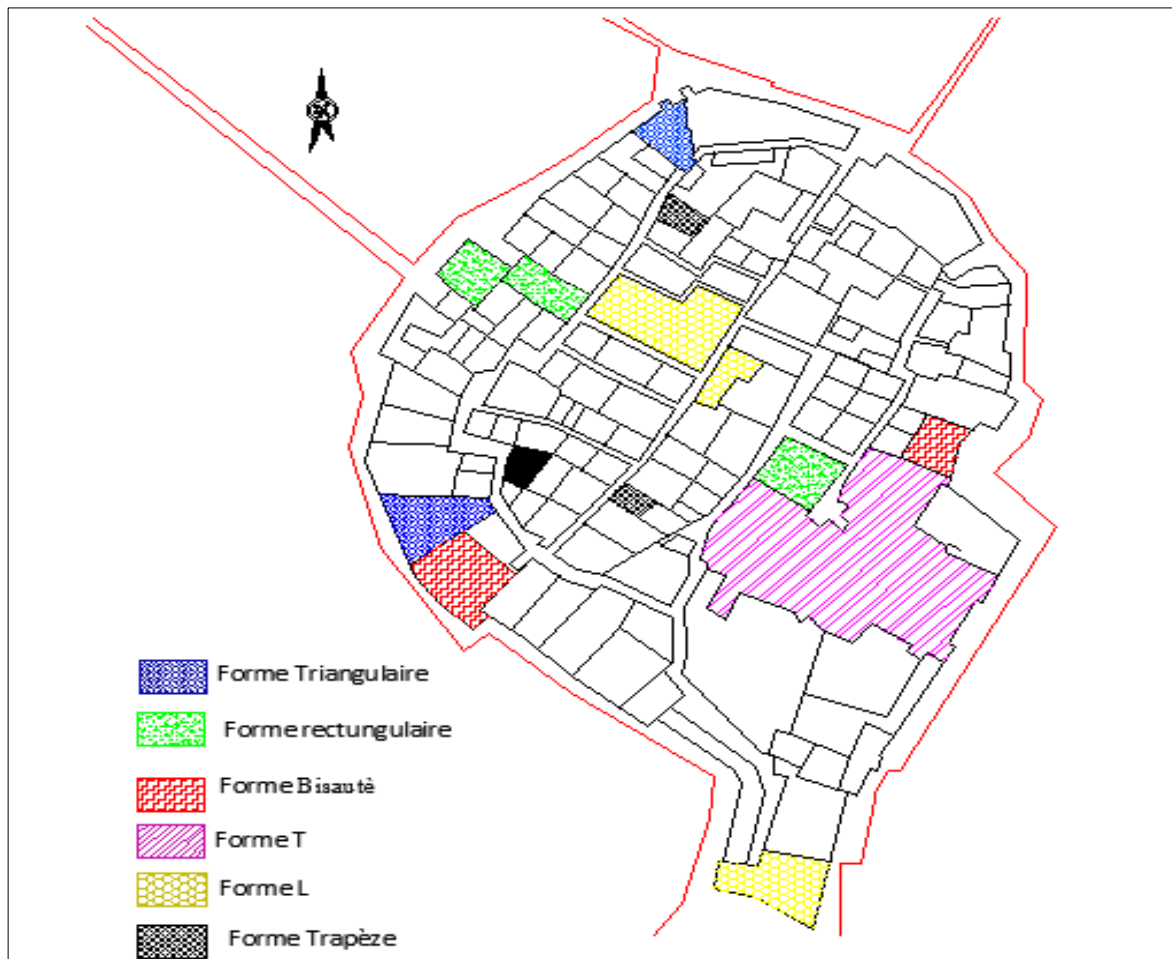 Forme Triangulaire
Forme rectungulaire
Forme Bisautè
Forme T
Forme L
Forme Trapèze